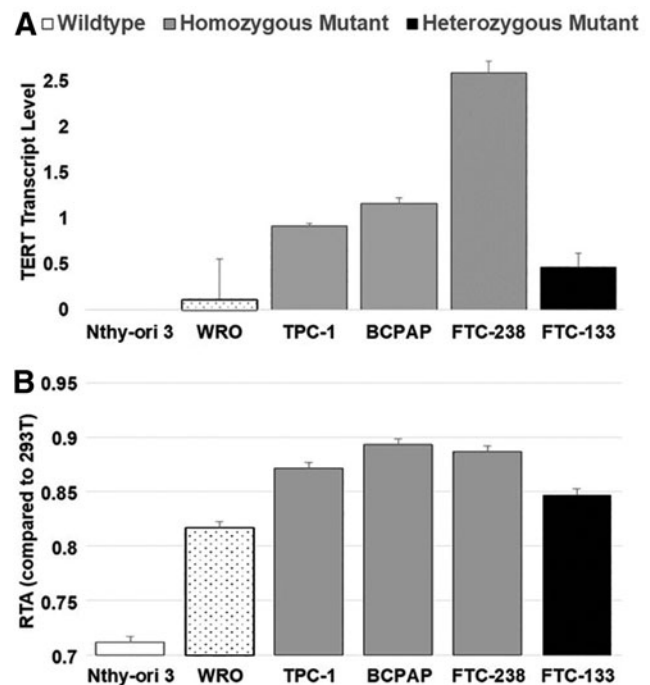 A Wildtype Homozygous Mutant Heterozygous Mutant
TERT Transcript Level
2.5
2
1.5
1
0.5
0
Nthy-ori 3 WRO TPC-1 BCPAP FTC-238 FTC-133
B
RTA (compared to 293T)
0.95
0.9
0.85
0.8
0.75
0.7
Nthy-ori 3 WRO TPC-1 BCPAP FTC-238 FTC-133